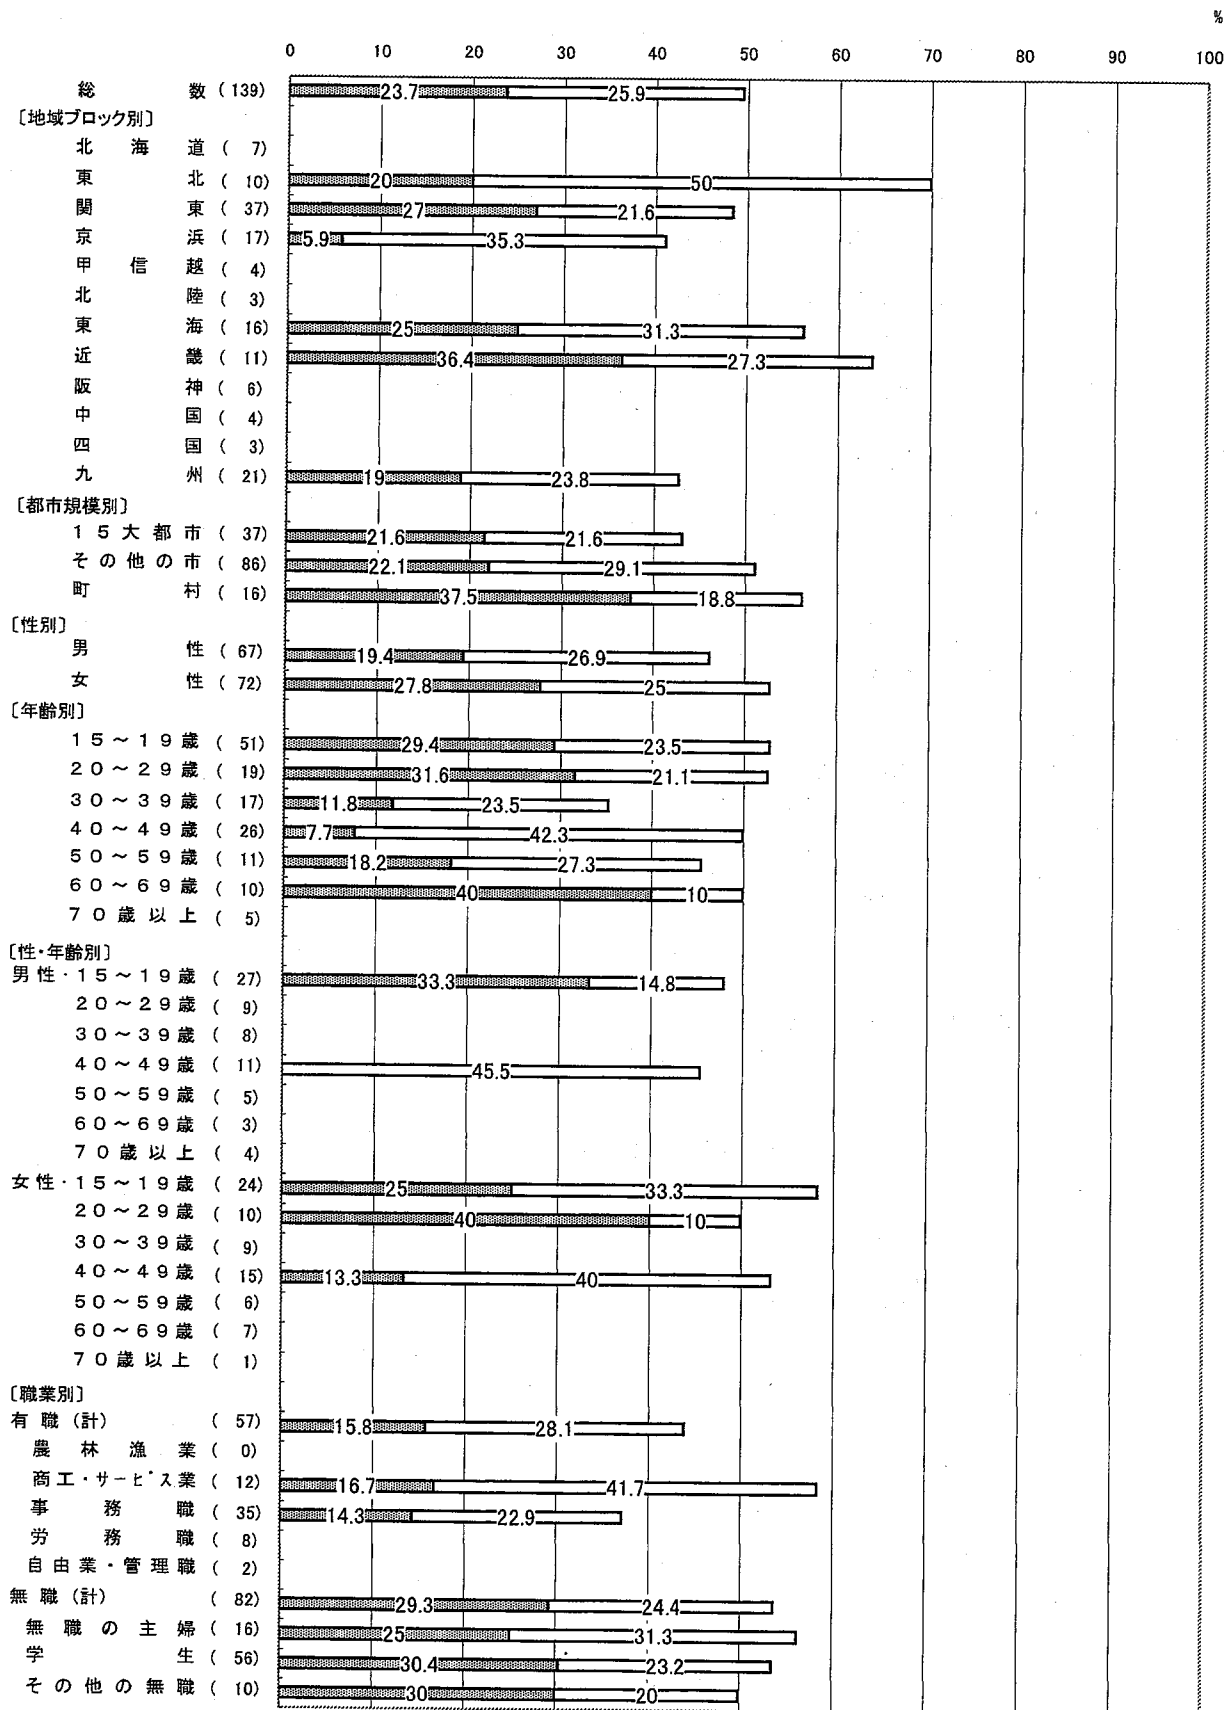 %
0 10 20 30 40 50 60 70 80 90 100
総 数 ( 139) 23.7 25.9
〔地域ブロック別〕
北 海 道 ( 7)
東 北 ( 10) 20 50
関 東 ( 37) 27 21.6
京 浜 ( 17) 5.9 35.3
甲 信 越 ( 4)
北 陸 ( 3)
東 海 ( 16) 25 31.3
近 畿 ( 11) 36.4 27.3
阪 神 ( 6)
中 国 ( 4)
四 国 ( 3)
九 州 ( 21) 19 23.8
〔都市規模別〕
15大都市 ( 37) 21.6 21.6
その他の市 ( 86) 22.1 29.1
町 村 ( 16) 37.5 18.8
〔性別〕
男 性 ( 67) 19.4 26.9
女 性 ( 72) 27.8 25
〔年齢別〕
15~19歳 ( 51) 29.4 23.5
20~29歳 ( 19) 31.6 21.1
30~39歳 ( 17) 11.8 23.5
40~49歳 ( 26) 7.7 42.3
50~59歳 ( 11) 18.2 27.3
60~69歳 ( 10) 40 10
70歳以上 ( 5)
〔性・年齢別〕
男性・15~19歳 ( 27) 33.3 14.8
20~29歳 ( 9)
30~39歳 ( 8)
40~49歳 ( 11) 45.5
50~59歳 ( 5)
60~69歳 ( 3)
70歳以上 ( 4)
女性・15~19歳 ( 24) 25 33.3
20~29歳 ( 10) 40 10
30~39歳 ( 9)
40~49歳 ( 15) 13.3 40
50~59歳 ( 6)
60~69歳 ( 7)
70歳以上 ( 1)
〔職業別〕
有職(計) ( 57) 15.8 28.1
農 林 漁 業 ( 0)
商工・サービス業 ( 12) 16.7 41.7
事 務 職 ( 35) 14.3 22.9
労 務 職 ( 8)
自由業・管理職 ( 2)
無職(計) ( 82) 29.3 24.4
無職の主婦 ( 16) 25 31.3
学 生 ( 56) 30.4 23.2
その他の無職 ( 10) 30 20